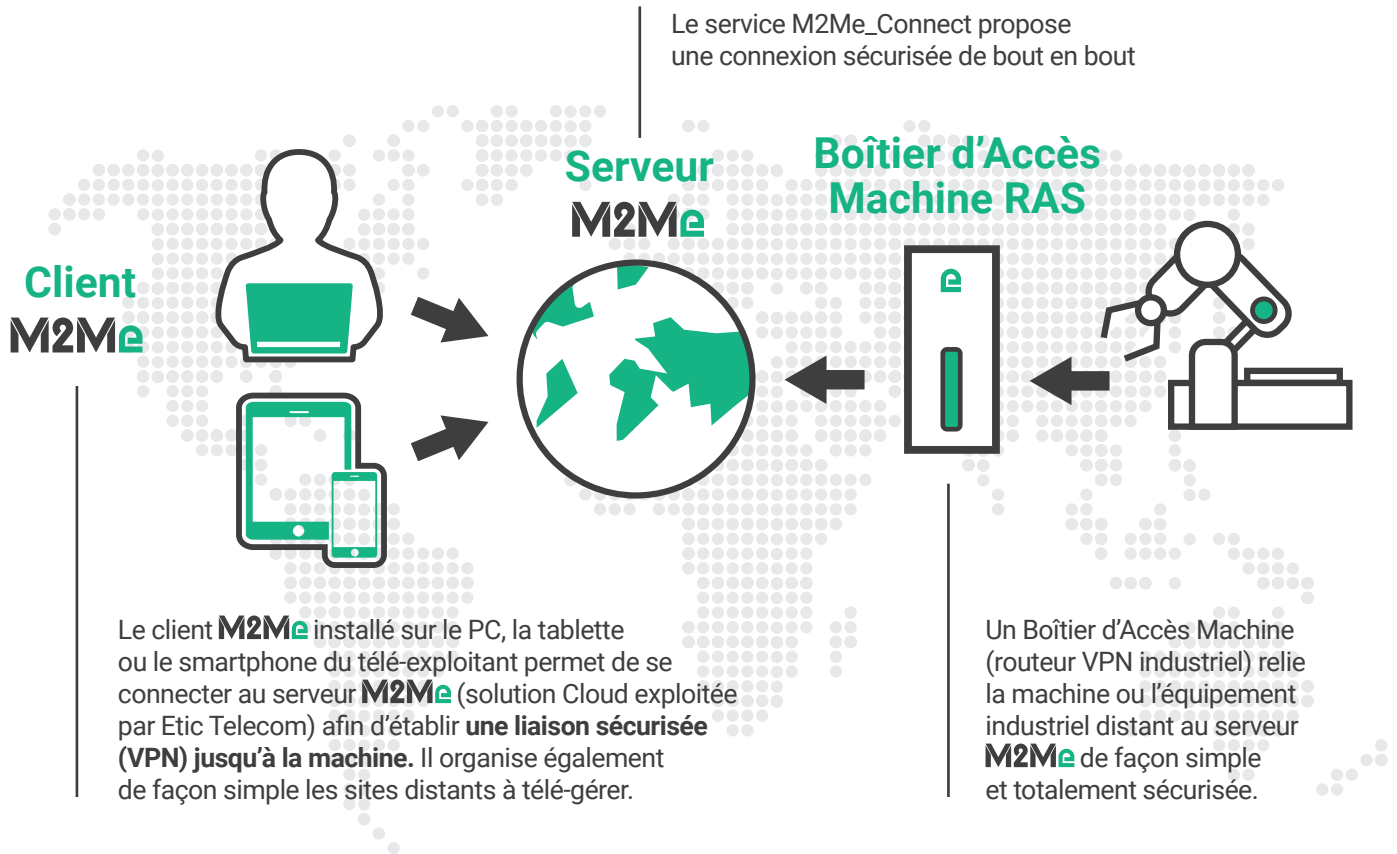 Le service M2Me_Connect propose
une connexion sécurisée de bout en bout
Serveur
M2Me
Boîtier d’Accès
Machine RAS
Client
M2Me
Le client M2Me installé sur le PC, la tablette
ou le smartphone du télé-exploitant permet de se
connecter au serveur M2Me (solution Cloud exploitée
par Etic Telecom) afin d’établir une liaison sécurisée
(VPN) jusqu’à la machine. Il organise également
de façon simple les sites distants à télé-gérer.
Un Boîtier d’Accès Machine
(routeur VPN industriel) relie
la machine ou l’équipement
industriel distant au serveur
M2Me de façon simple
et totalement sécurisée.